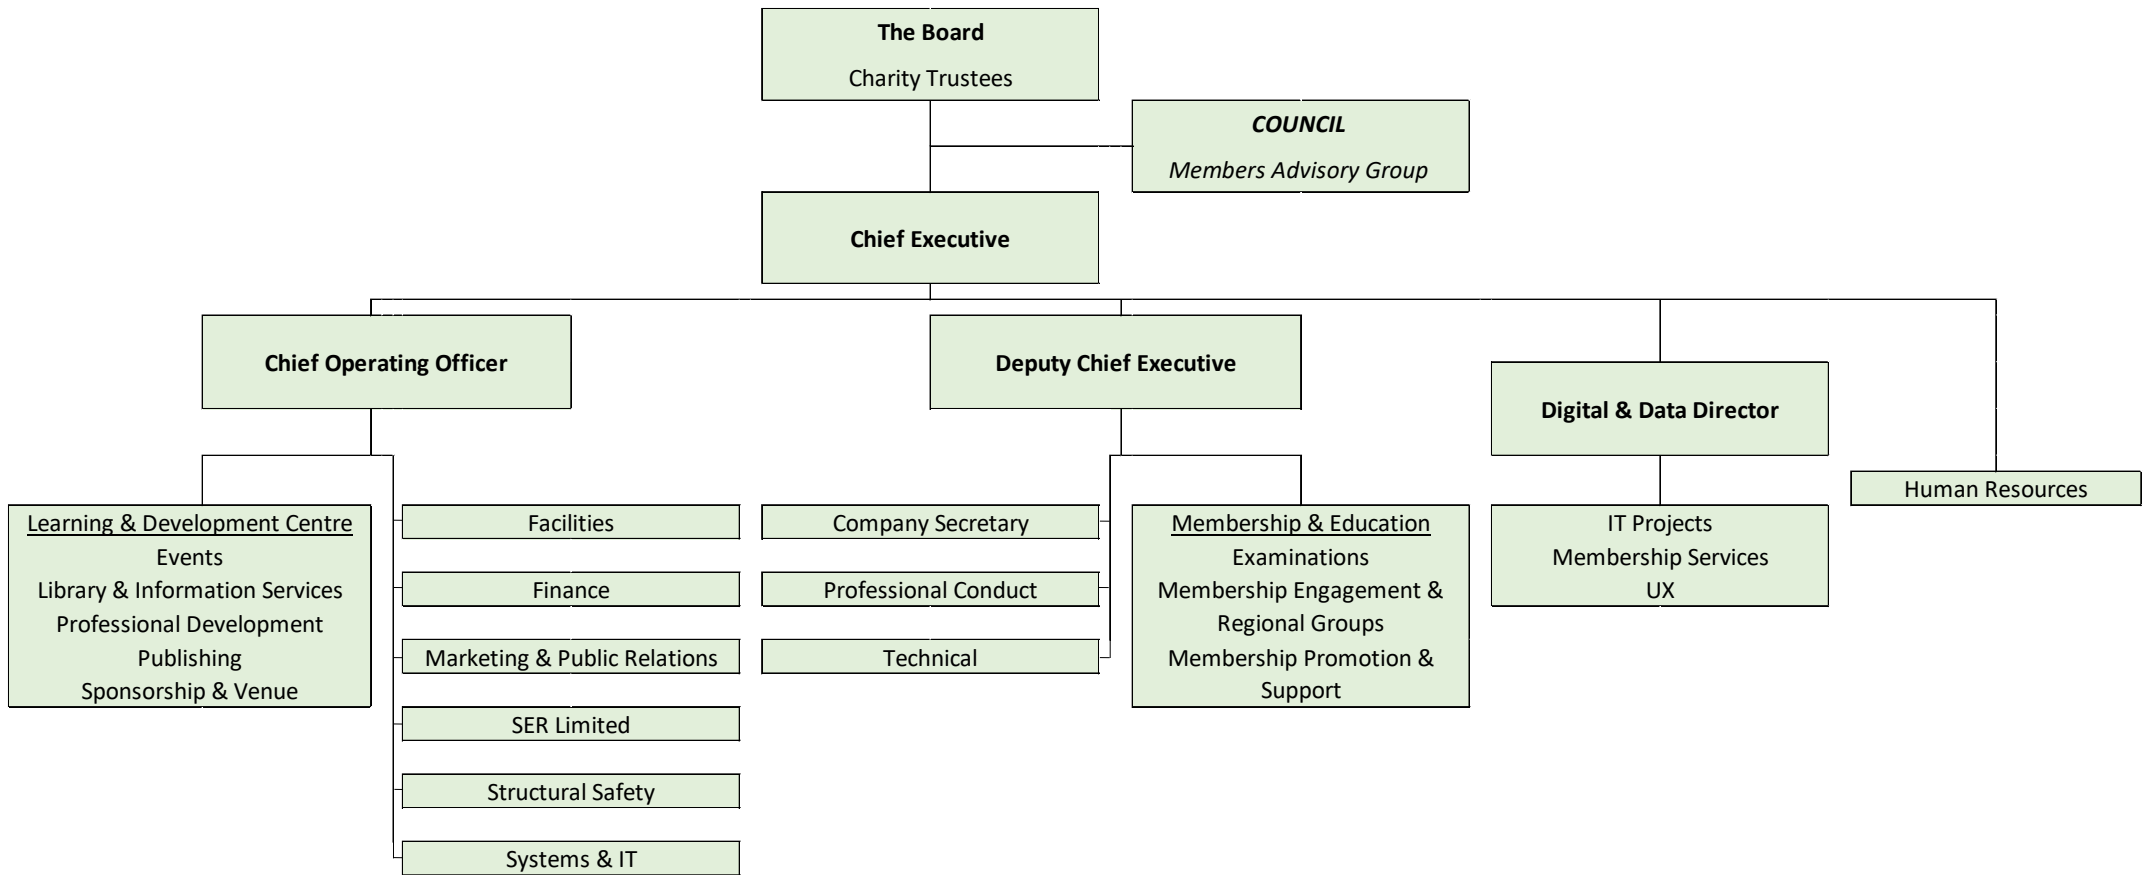 The Board
Charity Trustees
COUNCIL
Members Advisory Group
Chief Executive
Chief Operating Officer
Deputy Chief Executive
Digital & Data Director
Human Resources
Learning & Development Centre
Events
Library & Information Services
Professional Development
Publishing
Sponsorship & Venue
Facilities
Finance
Marketing & Public Relations
SER Limited
Structural Safety
Systems & IT
Company Secretary
Professional Conduct
Technical
Membership & Education
Examinations
Membership Engagement &
Regional Groups
Membership Promotion &
Support
IT Projects
Membership Services
UX